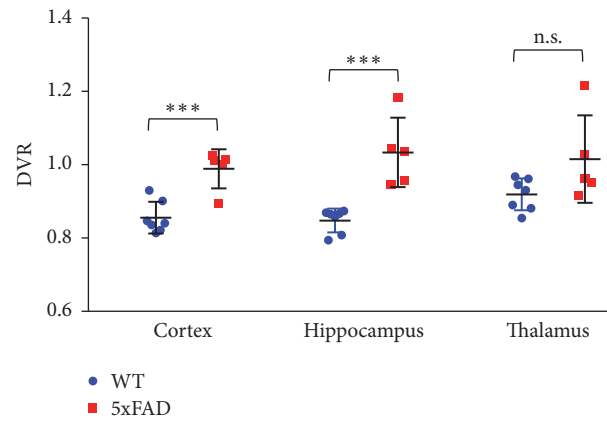 1.4
n.s.
***
1.2
***
1.0
DVR
0.8
0.6
Cortex
Hippocampus
Thalamus
WT
5xFAD